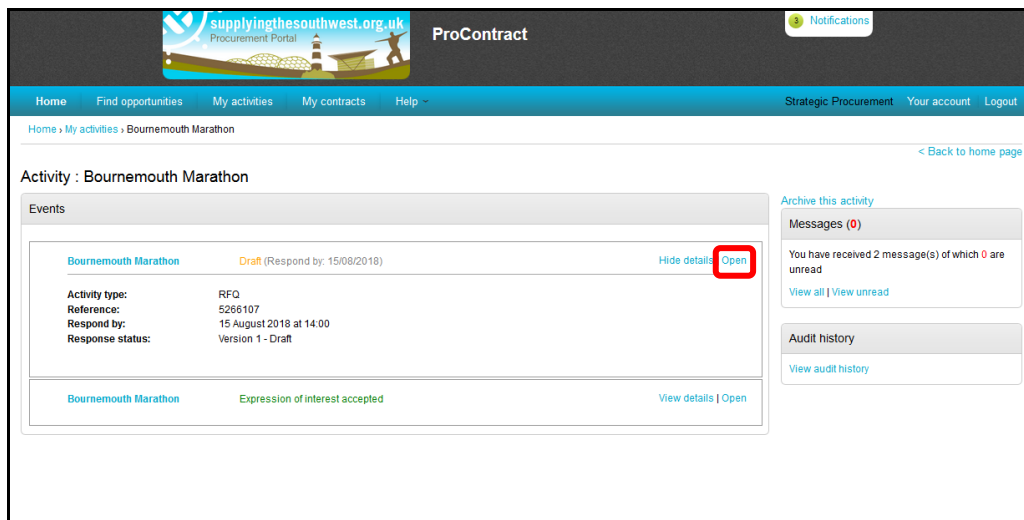 supplyingthesouthwest.org.uk
Procurement Portal
ProContract
3 Notifications
Home Find opportunities My activities My contracts Help Strategic Procurement Your account Logout
Home › My activities › Bournemouth Marathon
< Back to home page
Activity : Bournemouth Marathon
Archive this activity
Events
Messages (0)
Bournemouth Marathon Draft (Respond by: 15/08/2018) Hide details Open
You have received 2 message(s) of which 0 are
unread
View all | View unread
Activity type: RFQ
Reference: 5266107
Respond by: 15 August 2018 at 14:00
Response status: Version 1 - Draft
Audit history
View audit history
Bournemouth Marathon Expression of interest accepted View details | Open